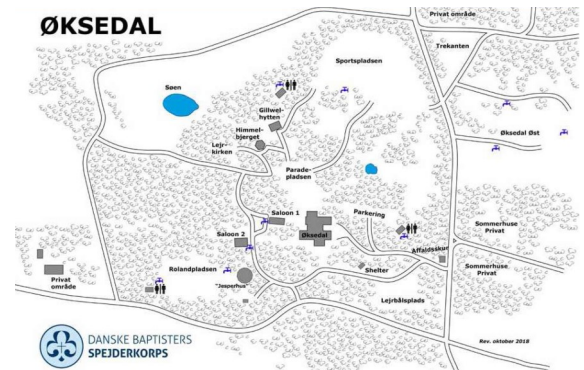 ØKSEDAL
Privat område
Trekanten
Sportspladsen
Søen
Gillwel-
hytten
Himmel-
bjerget
Lejr-
kirken
Øksedal Øst
Parade-
pladsen
Parkering
Saloon 1
Øksedal
Saloon 2
Affaldsskur
Sommerhuse
Privat
Shelter
Sommerhuse
Privat
Rolandpladsen
"Jesperhus"
Privat
område
Lejrbålsplads
DANSKE BAPTISTERS
SPEJDERKORPS
Rev. oktober 2018